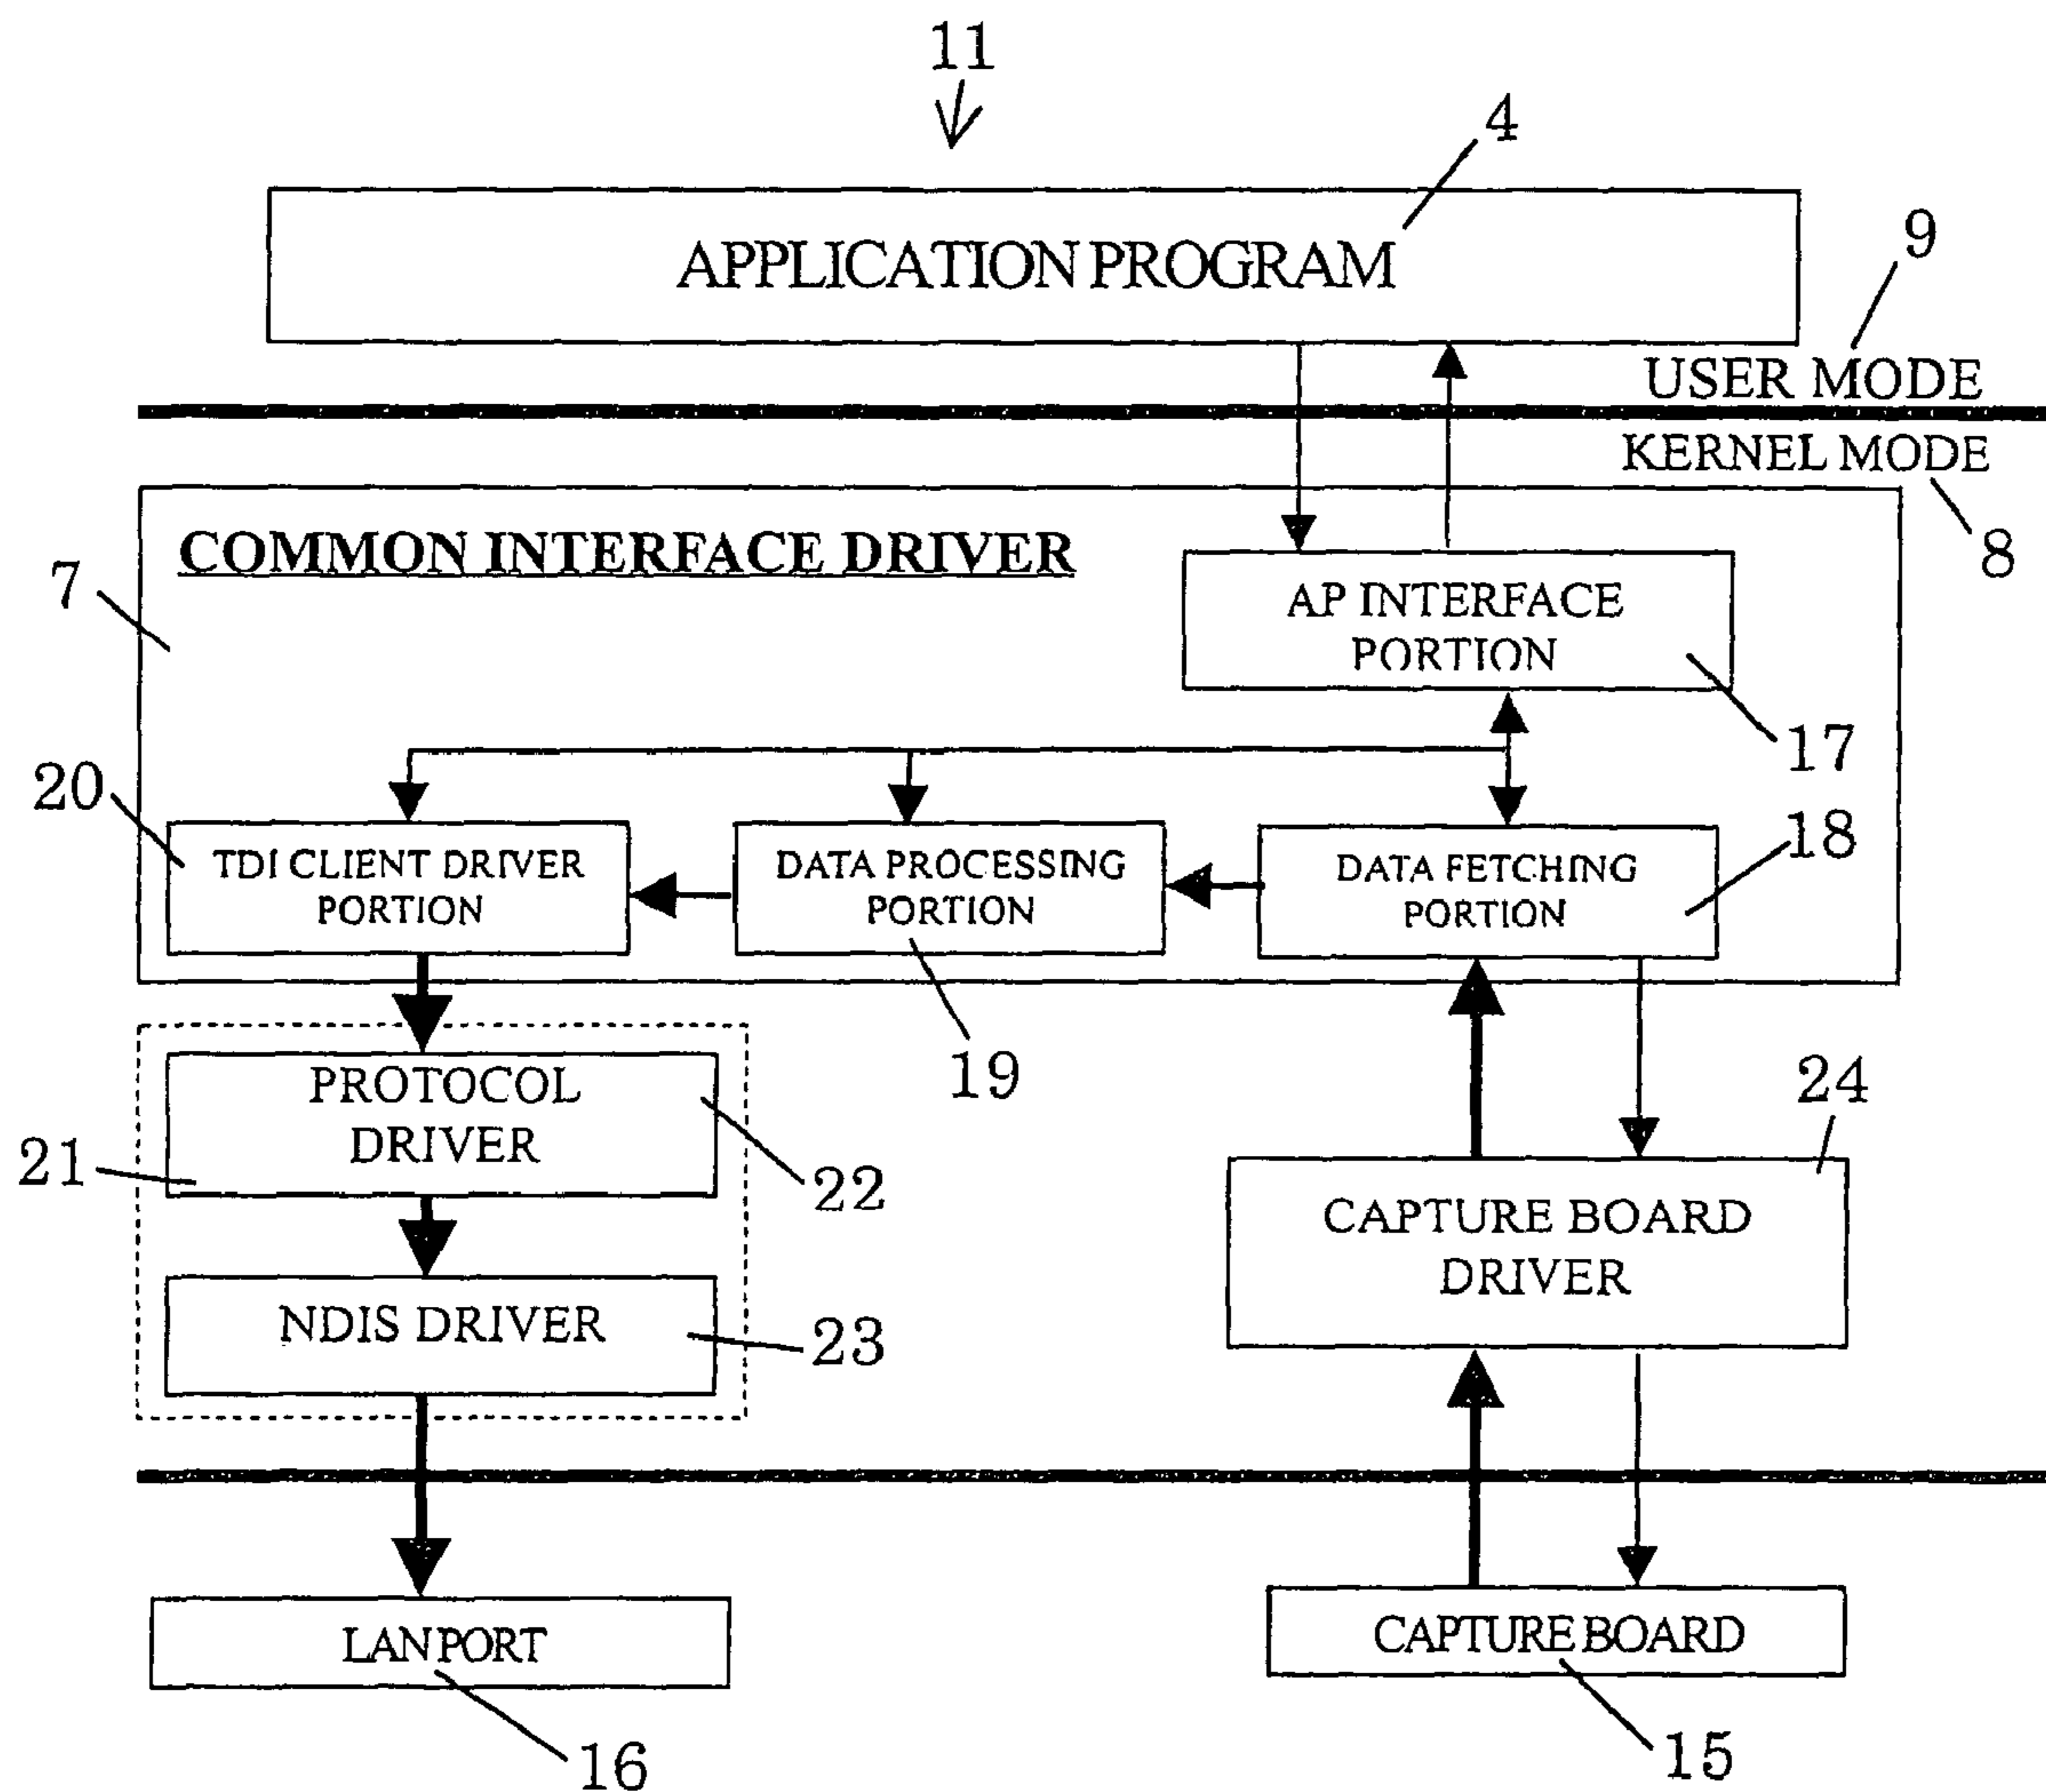 11
4
APPLICATION PROGRAM
9
USER MODE
KERNEL MODE
8
COMMON INTERFACE DRIVER
7
AP INTERFACE
PORTION
17
20
TDI CLIENT DRIVER
PORTION
DATA PROCESSING
PORTION
DATA FETCHING
PORTION
18
19
PROTOCOL
DRIVER
21
22
24
CAPTURE BOARD
DRIVER
NDIS DRIVER
23
LAN PORT
CAPTURE BOARD
16
15